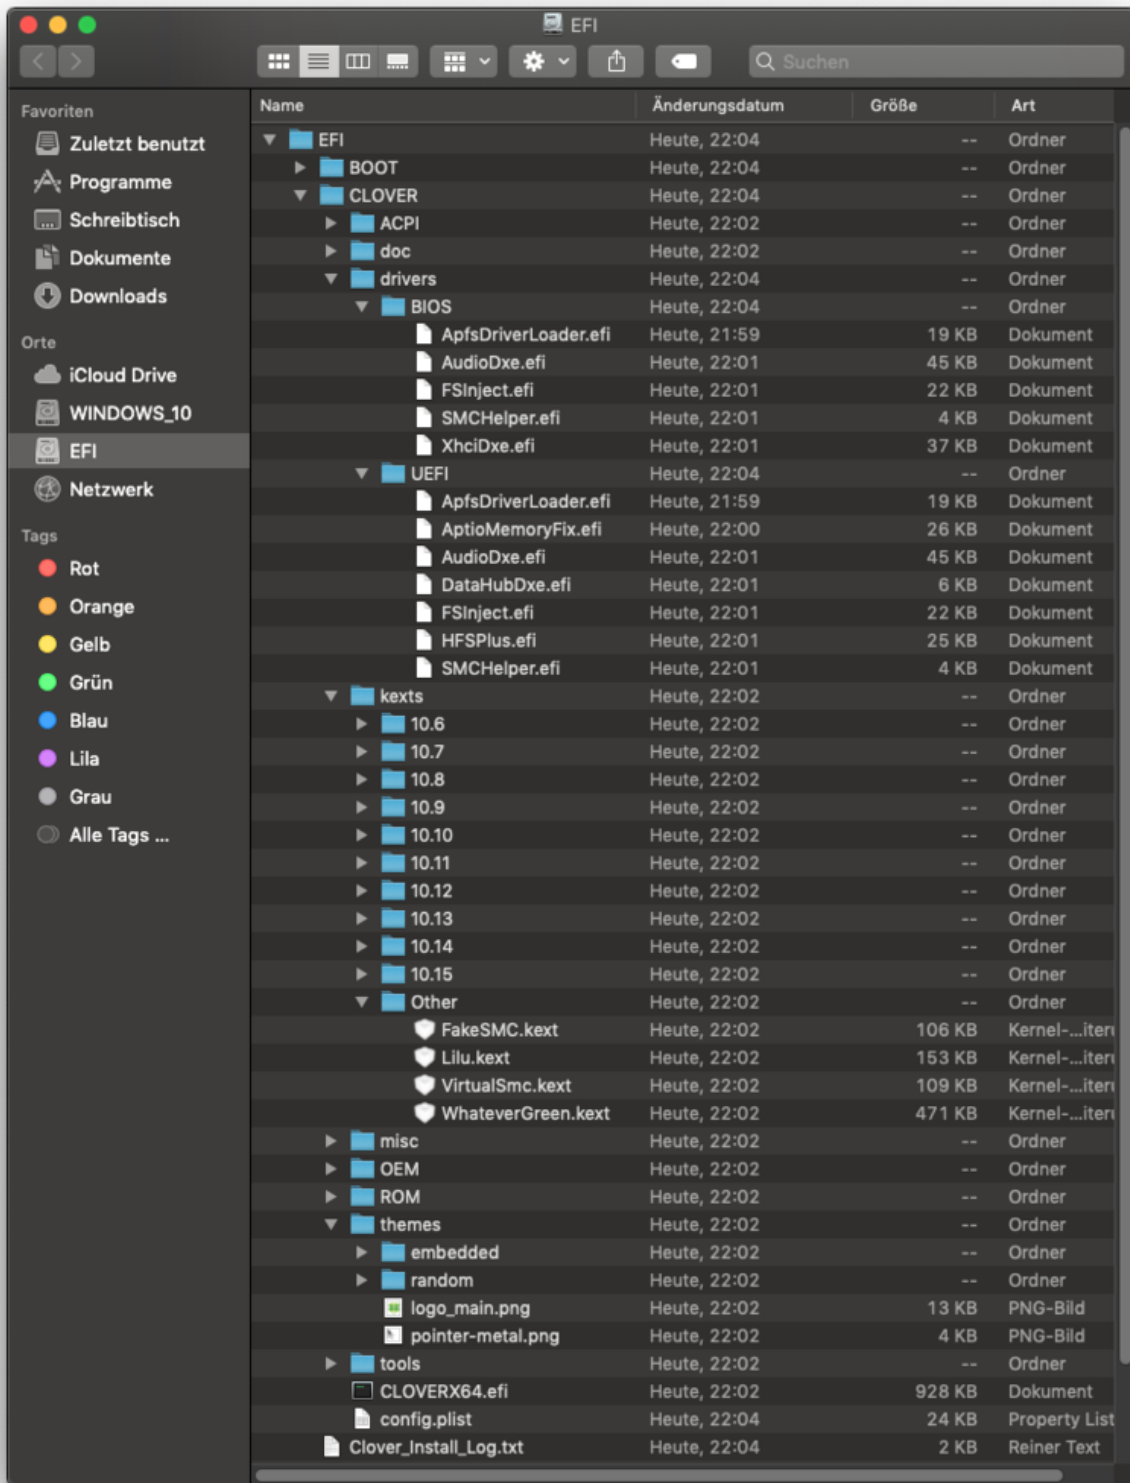 EFI
Suchen
Favoriten
Zuletzt benutzt
Programme
Schreibtisch
Dokumente
Downloads
Orte
iCloud Drive
WINDOWS_10
EFI
Netzwerk
Tags
Rot
Orange
Gelb
Grün
Blau
Lila
Grau
Alle Tags ...
Name Änderungsdatum Größe Art
EFI Heute, 22:04 -- Ordner
BOOT Heute, 22:04 -- Ordner
CLOVER Heute, 22:04 -- Ordner
ACPI Heute, 22:02 -- Ordner
doc Heute, 22:02 -- Ordner
drivers Heute, 22:04 -- Ordner
BIOS Heute, 22:04 -- Ordner
ApfsDriverLoader.efi Heute, 21:59 19 KB Dokument
AudioDxe.efi Heute, 22:01 45 KB Dokument
FSInject.efi Heute, 22:01 22 KB Dokument
SMCHelper.efi Heute, 22:01 4 KB Dokument
XhciDxe.efi Heute, 22:01 37 KB Dokument
UEFI Heute, 22:04 -- Ordner
ApfsDriverLoader.efi Heute, 21:59 19 KB Dokument
AptioMemoryFix.efi Heute, 22:00 26 KB Dokument
AudioDxe.efi Heute, 22:01 45 KB Dokument
DataHubDxe.efi Heute, 22:01 6 KB Dokument
FSInject.efi Heute, 22:01 22 KB Dokument
HFSPlus.efi Heute, 22:01 25 KB Dokument
SMCHelper.efi Heute, 22:01 4 KB Dokument
kexts Heute, 22:02 -- Ordner
10.6 Heute, 22:02 -- Ordner
10.7 Heute, 22:02 -- Ordner
10.8 Heute, 22:02 -- Ordner
10.9 Heute, 22:02 -- Ordner
10.10 Heute, 22:02 -- Ordner
10.11 Heute, 22:02 -- Ordner
10.12 Heute, 22:02 -- Ordner
10.13 Heute, 22:02 -- Ordner
10.14 Heute, 22:02 -- Ordner
10.15 Heute, 22:02 -- Ordner
Other Heute, 22:02 -- Ordner
FakeSMC.kext Heute, 22:02 106 KB Kernel-...iter
Lilu.kext Heute, 22:02 153 KB Kernel-...iter
VirtualSmc.kext Heute, 22:02 109 KB Kernel-...iter
WhateverGreen.kext Heute, 22:02 471 KB Kernel-...iter
misc Heute, 22:02 -- Ordner
OEM Heute, 22:02 -- Ordner
ROM Heute, 22:02 -- Ordner
themes Heute, 22:02 -- Ordner
embedded Heute, 22:02 -- Ordner
random Heute, 22:02 -- Ordner
logo_main.png Heute, 22:02 13 KB PNG-Bild
pointer-metal.png Heute, 22:02 4 KB PNG-Bild
tools Heute, 22:02 -- Ordner
CLOVERX64.efi Heute, 22:02 928 KB Dokument
config.plist Heute, 22:04 24 KB Property List
Clover_Install_Log.txt Heute, 22:04 2 KB Reiner Text